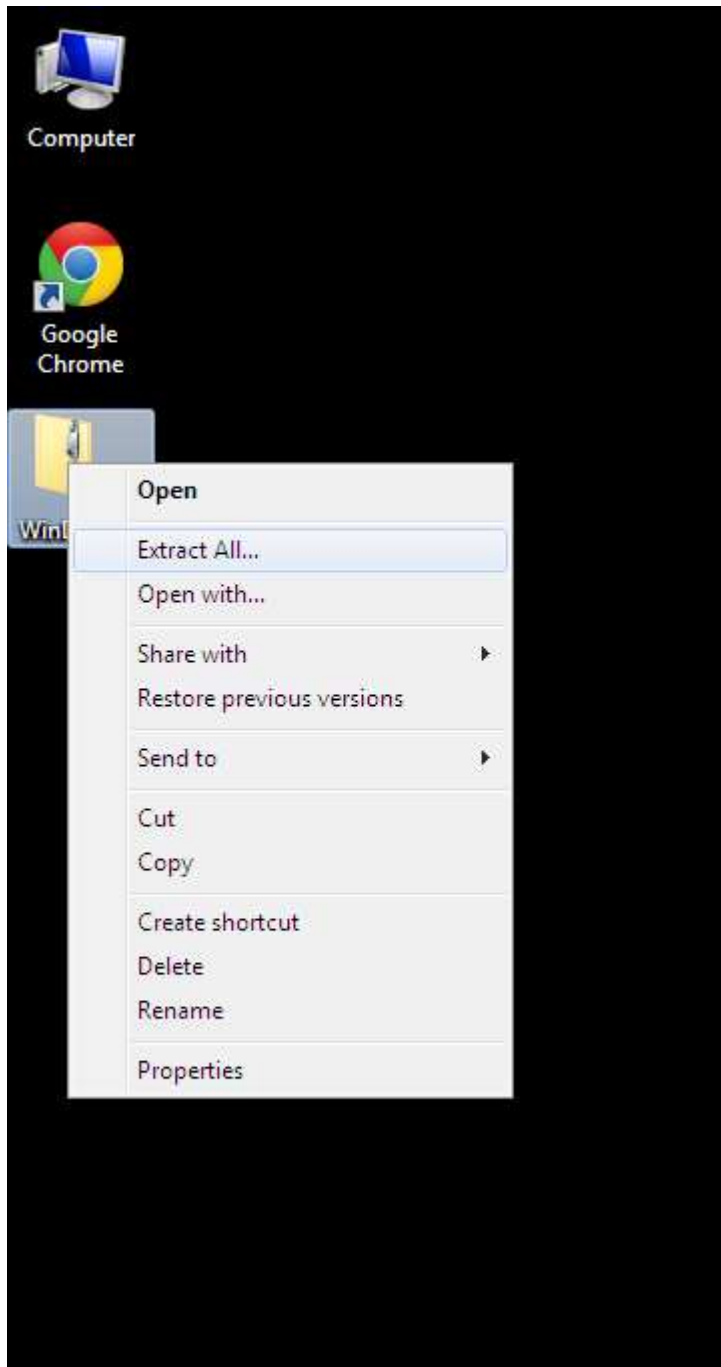 Computer
Google
Chrome
Open
Extract All...
Open with...
Share with
Restore previous versions
Send to
Cut
Copy
Create shortcut
Delete
Rename
Properties